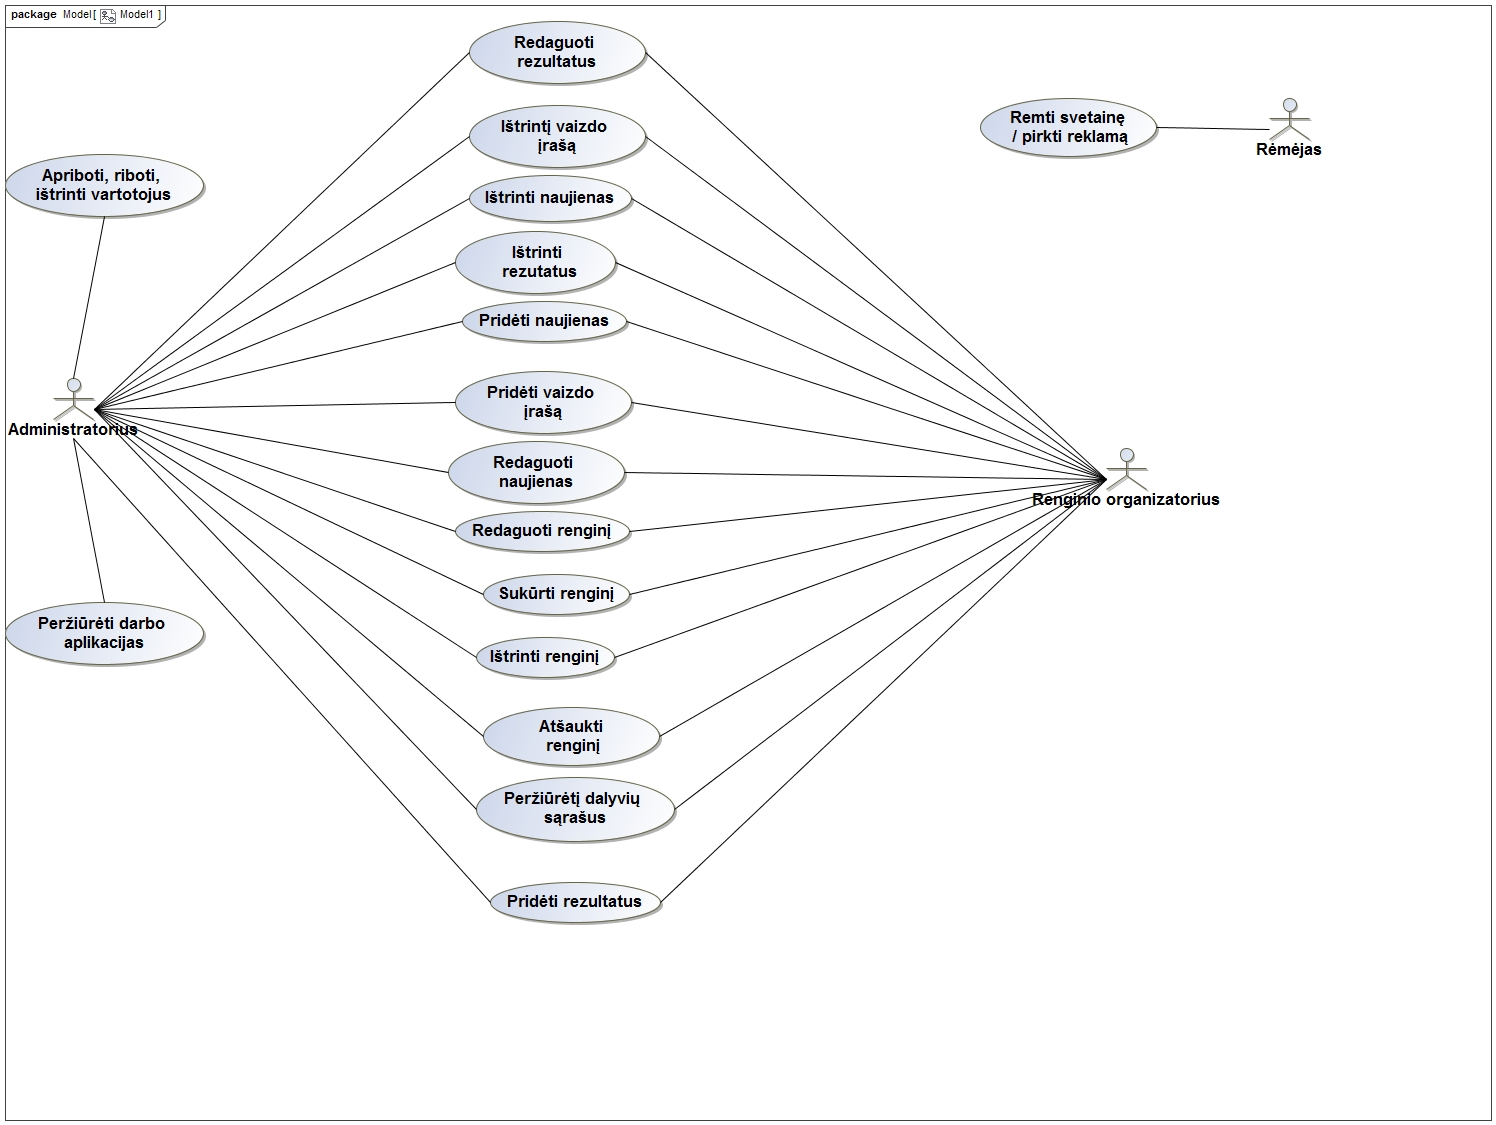 package Model[ Model1 ]
Redaguoti
rezultatus
Ištrintį vaizdo
įrašą
Remti svetainę
/ pirkti reklamą
Rėmėjas
Apriboti, riboti,
ištrinti vartotojus
Ištrinti naujienas
Ištrinti
rezutatus
Pridėti naujienas
Pridėti vaizdo
įrašą
Administratorius
Redaguoti
naujienas
Renginio organizatorius
Redaguoti renginį
Sukūrti renginį
Peržiūrėti darbo
aplikacijas
Ištrinti renginį
Atšaukti
renginį
Peržiūrėtį dalyvių
sąrašus
Pridėti rezultatus